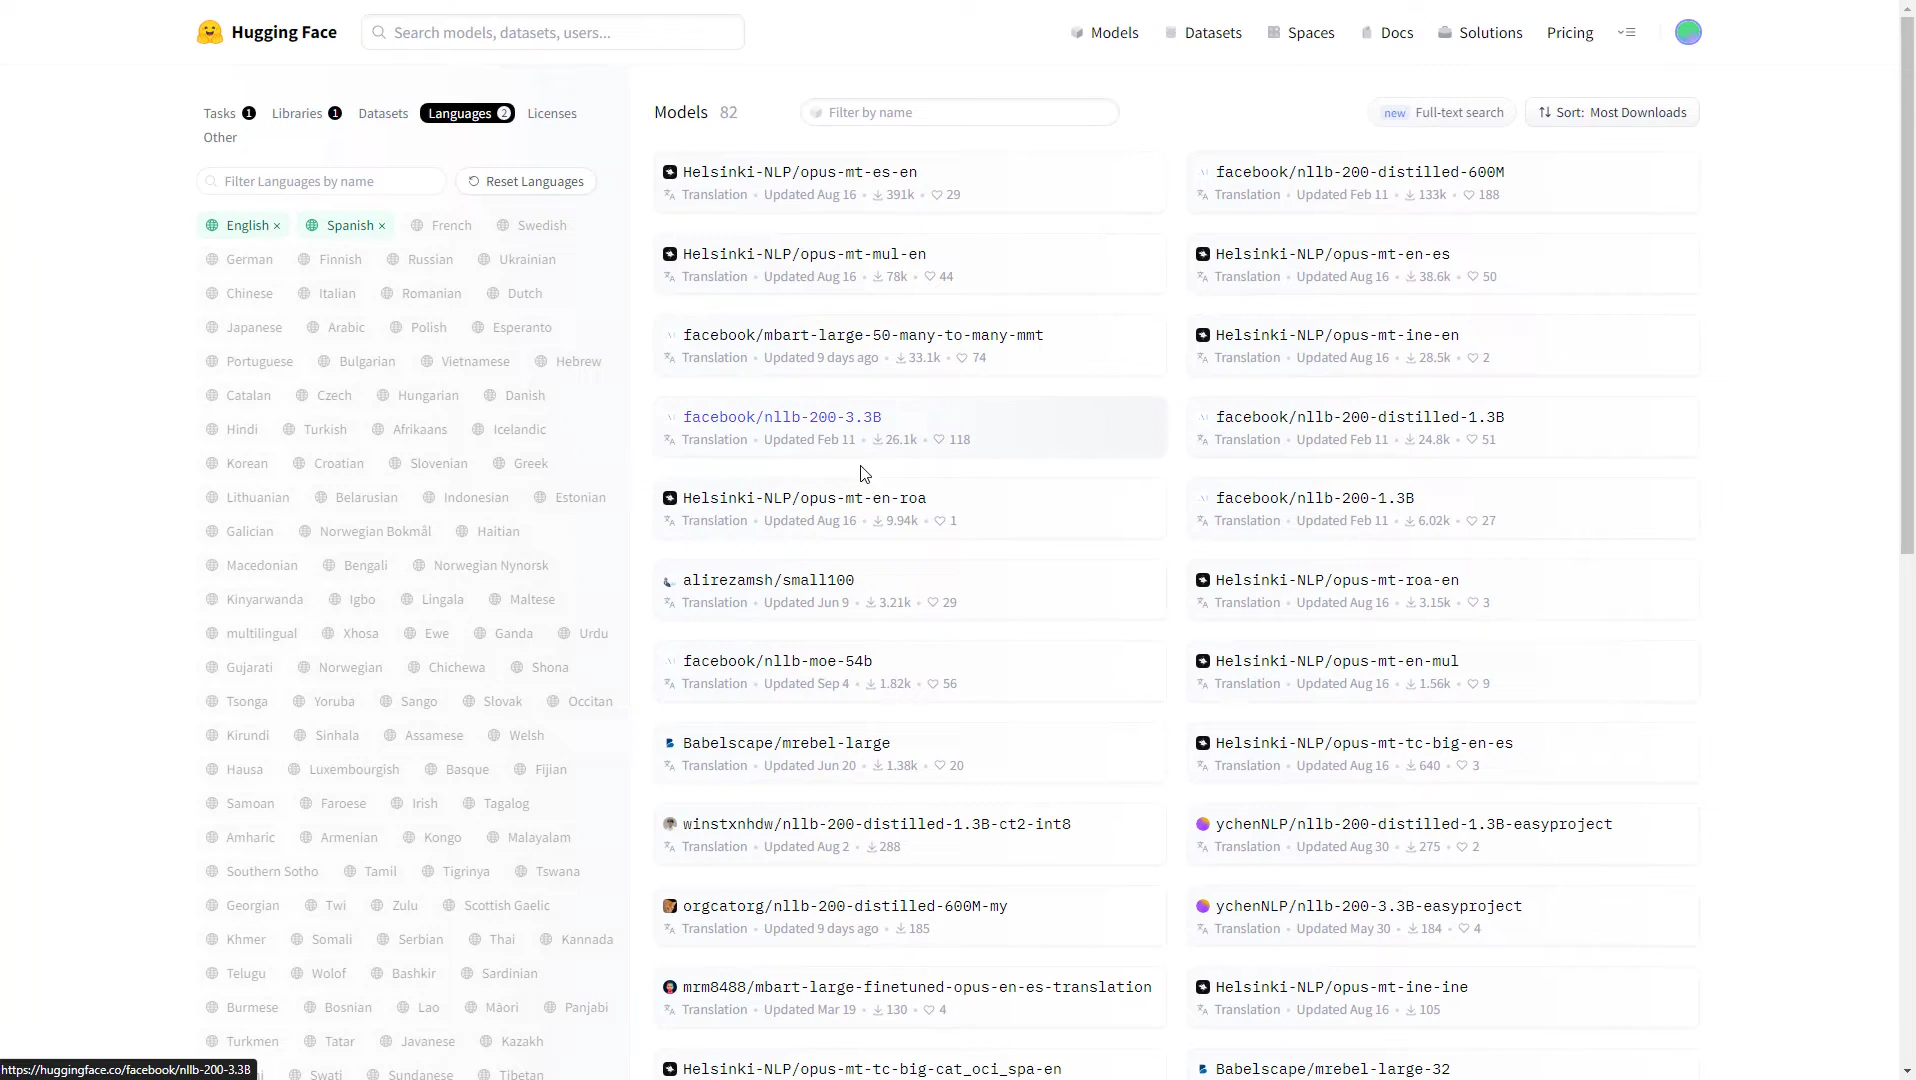 Hugging Face
Search models, datasets, users...
Models
Datasets
Spaces
Docs
Solutions
Pricing
Tasks 1 Libraries 1 Datasets Languages 2 Licenses
Other
Filter Languages by name
Reset Languages
English × Spanish × French Swedish
German Finnish Russian Ukrainian
Chinese Italian Romanian Dutch
Japanese Arabic Polish Esperanto
Portuguese Bulgarian Vietnamese Hebrew
Catalan Czech Hungarian Danish
Hindi Turkish Afrikaans Icelandic
Korean Croatian Slovenian Greek
Lithuanian Belarusian Indonesian Estonian
Galician Norwegian Bokmål Haitian
Macedonian Bengali Norwegian Nynorsk
Kinyarwanda Igbo Lingala Maltese
multilingual Xhosa Ewe Ganda Urdu
Gujarati Norwegian Chichewa Shona
Tsonga Yoruba Sango Slovak Occitan
Kirundi Sinhala Assamese Welsh
Hausa Luxembourgish Basque Fijian
Samoan Faroese Irish Tagalog
Amharic Armenian Kongo Malayalam
Southern Sotho Tamil Tigrinya Tswana
Georgian Twi Zulu Scottish Gaelic
Khmer Somali Serbian Thai Kannada
Telugu Wolof Bashkir Sardinian
Burmese Bosnian Lao Māori Panjabi
Turkmen Tatar Javanese Kazakh
Swati Sundanese Tibetan
https://huggingface.co/facebook/nllb-200-3.3B
Models 82
Filter by name
new Full-text search
Sort: Most Downloads
Helsinki-NLP/opus-mt-es-en
Translation • Updated Aug 16 • 391k • 29
facebook/nllb-200-distilled-600M
Translation • Updated Feb 11 • 133k • 188
Helsinki-NLP/opus-mt-mul-en
Translation • Updated Aug 16 • 78k • 44
Helsinki-NLP/opus-mt-en-es
Translation • Updated Aug 16 • 38.6k • 50
facebook/mbart-large-50-many-to-many-mmt
Translation • Updated 9 days ago • 33.1k • 74
Helsinki-NLP/opus-mt-ine-en
Translation • Updated Aug 16 • 28.5k • 2
facebook/nllb-200-3.3B
Translation • Updated Feb 11 • 26.1k • 118
facebook/nllb-200-distilled-1.3B
Translation • Updated Feb 11 • 24.8k • 51
Helsinki-NLP/opus-mt-en-roa
Translation • Updated Aug 16 • 9.94k • 1
facebook/nllb-200-1.3B
Translation • Updated Feb 11 • 6.02k • 27
alirezamsh/small100
Translation • Updated Jun 9 • 3.21k • 29
Helsinki-NLP/opus-mt-roa-en
Translation • Updated Aug 16 • 3.15k • 3
facebook/nllb-moe-54b
Translation • Updated Sep 4 • 1.82k • 56
Helsinki-NLP/opus-mt-en-mul
Translation • Updated Aug 16 • 1.56k • 9
Babelscape/mrebel-large
Translation • Updated Jun 20 • 1.38k • 20
Helsinki-NLP/opus-mt-tc-big-en-es
Translation • Updated Aug 16 • 640 • 3
winstxnhdw/nllb-200-distilled-1.3B-ct2-int8
Translation • Updated Aug 2 • 288
ychenNLP/nllb-200-distilled-1.3B-easyproject
Translation • Updated Aug 30 • 275 • 2
orgcatorg/nllb-200-distilled-600M-my
Translation • Updated 9 days ago • 185
ychenNLP/nllb-200-3.3B-easyproject
Translation • Updated May 30 • 184 • 4
mrm8488/mbart-large-finetuned-opus-en-es-translation
Translation • Updated Mar 19 • 130 • 4
Helsinki-NLP/opus-mt-ine-ine
Translation • Updated Aug 16 • 105
Helsinki-NLP/opus-mt-tc-big-cat_oci_spa-en
Babelscape/mrebel-large-32